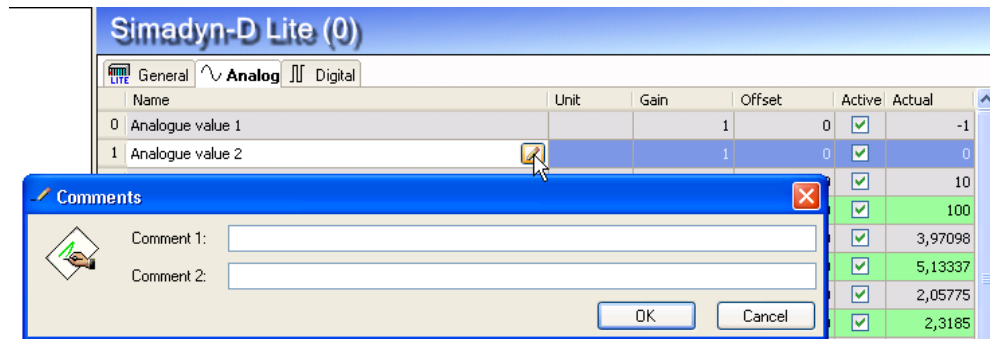 Simadyn-D Lite (0)
LITE General Analog Digital
Name Unit Gain Offset Active Actual
0 Analogue value 1 1 0 -1
1 Analogue value 2 1 0 0
10
Comments
100
Comment 1:
3,97098
5,13337
Comment 2:
2,05775
OK Cancel
2,3185